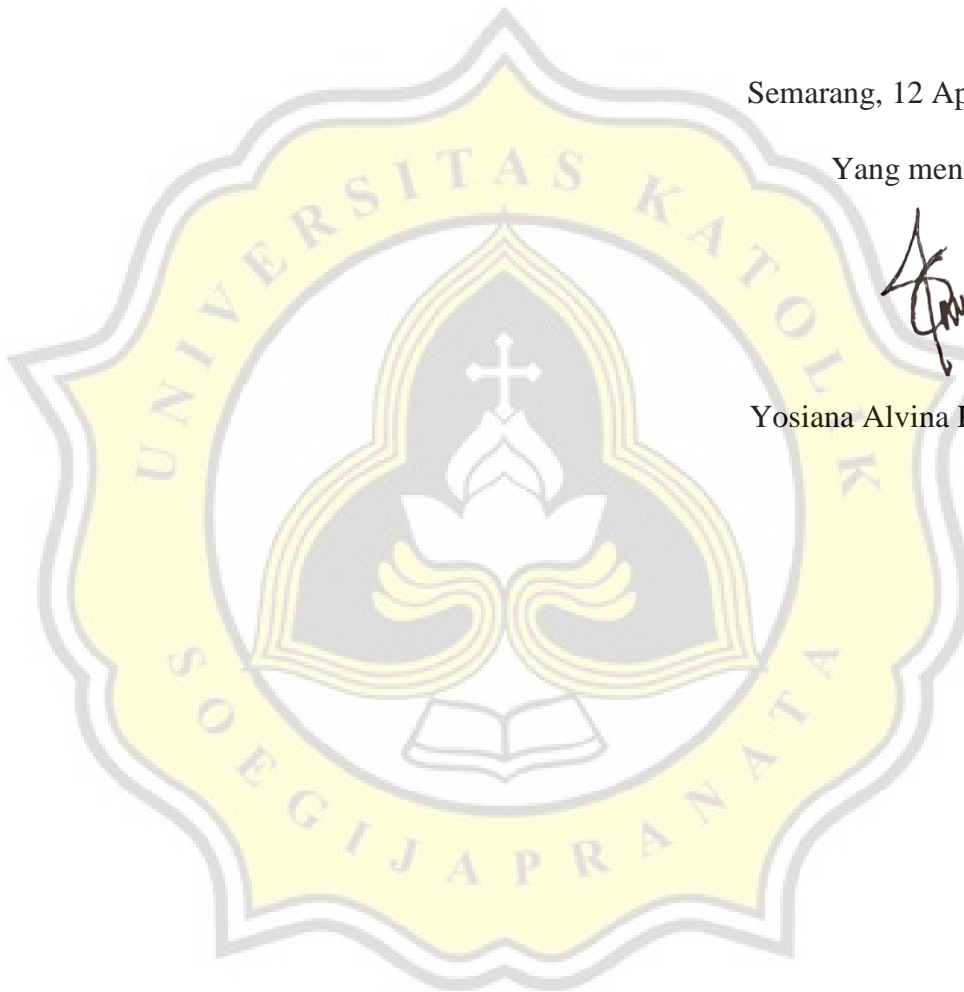 Semarang, 12 Ap
Yang men
Yosiana Alvina
UNIVERSITAS KATOLIK
SOEGIJAPRANATA